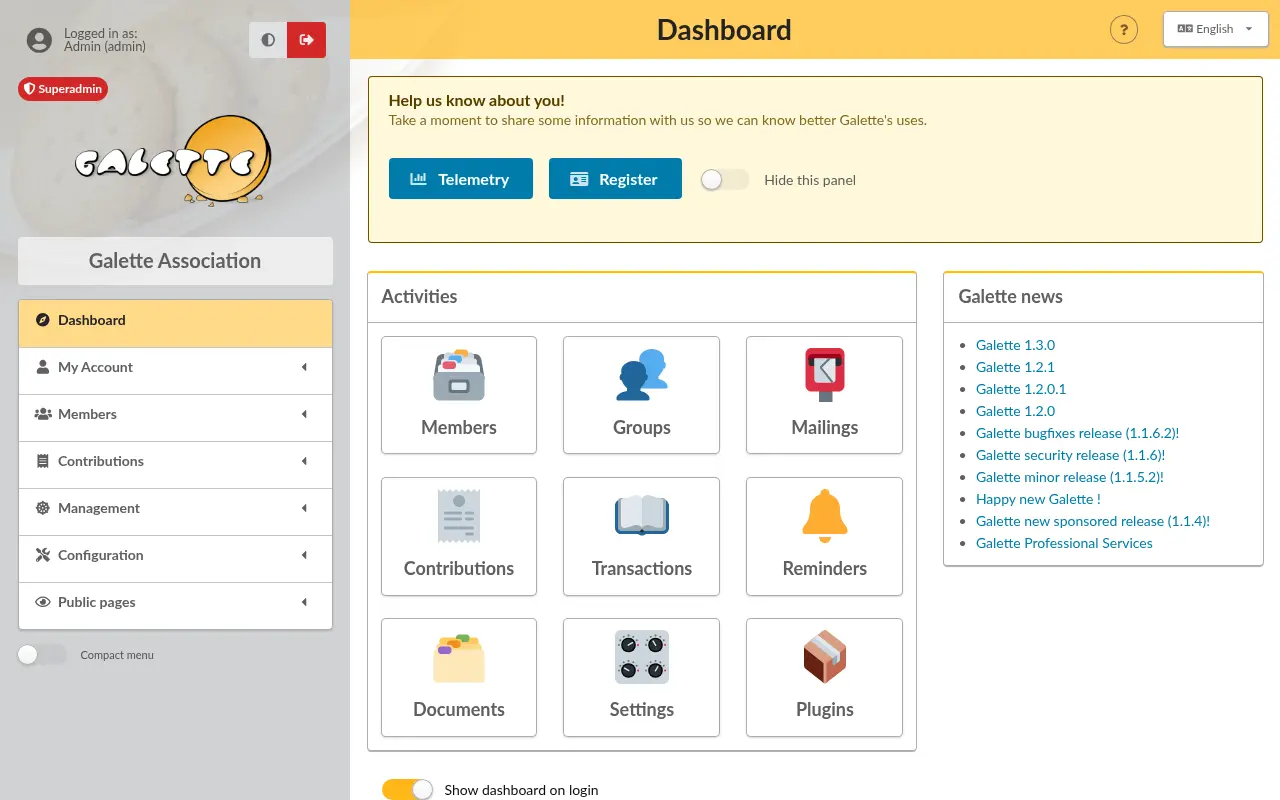 Logged in as:
Admin (admin)
Superadmin
GALETTE
Galette Association
Dashboard
My Account
Members
Contributions
Management
Configuration
Public pages
Compact menu
Dashboard
?
English
Help us know about you!
Take a moment to share some information with us so we can know better Galette's uses.
Telemetry
Register
Hide this panel
Activities
Members
Groups
Mailings
Contributions
Transactions
Reminders
Documents
Settings
Plugins
Show dashboard on login
Galette news
Galette 1.3.0
Galette 1.2.1
Galette 1.2.0.1
Galette 1.2.0
Galette bugfixes release (1.1.6.2)!
Galette security release (1.1.6)!
Galette minor release (1.1.5.2)!
Happy new Galette !
Galette new sponsored release (1.1.4)!
Galette Professional Services